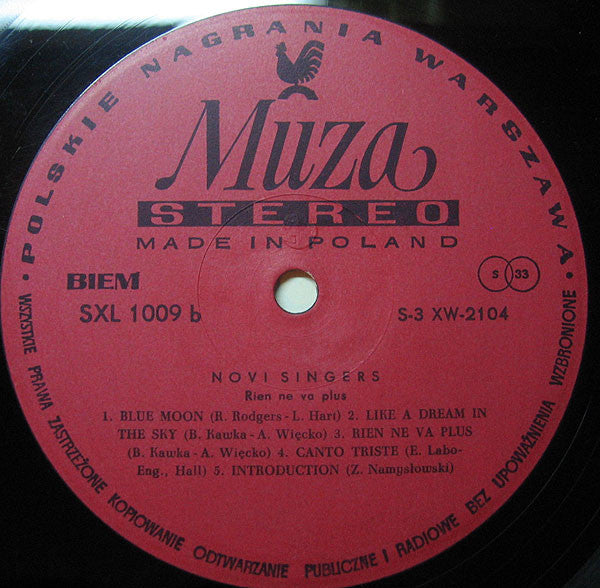 • POLSKIE NAGRANIA WARSZAWA •
Muza
STEREO
MADE IN POLAND
BIEM
S 33
SXL 1009 b
S-3 XW-2104
NOVI SINGERS
Rien ne va plus
1. BLUE MOON (R. Rodgers - L. Hart) 2. LIKE A DREAM IN
THE SKY (B. Kawka - A. Więcko) 3. RIEN NE VA PLUS
(B. Kawka - A. Więcko) 4. CANTO TRISTE (E. Labo-
Eng., Hall) 5. INTRODUCTION (Z. Namysłowski)
WSZYSTKIE PRAWA ZASTRZEŻONE KOPIOWANIE ODTWARZANIE PUBLICZNE I RADIOWE BEZ UPOWAŻNIENIA WZBRONIONE